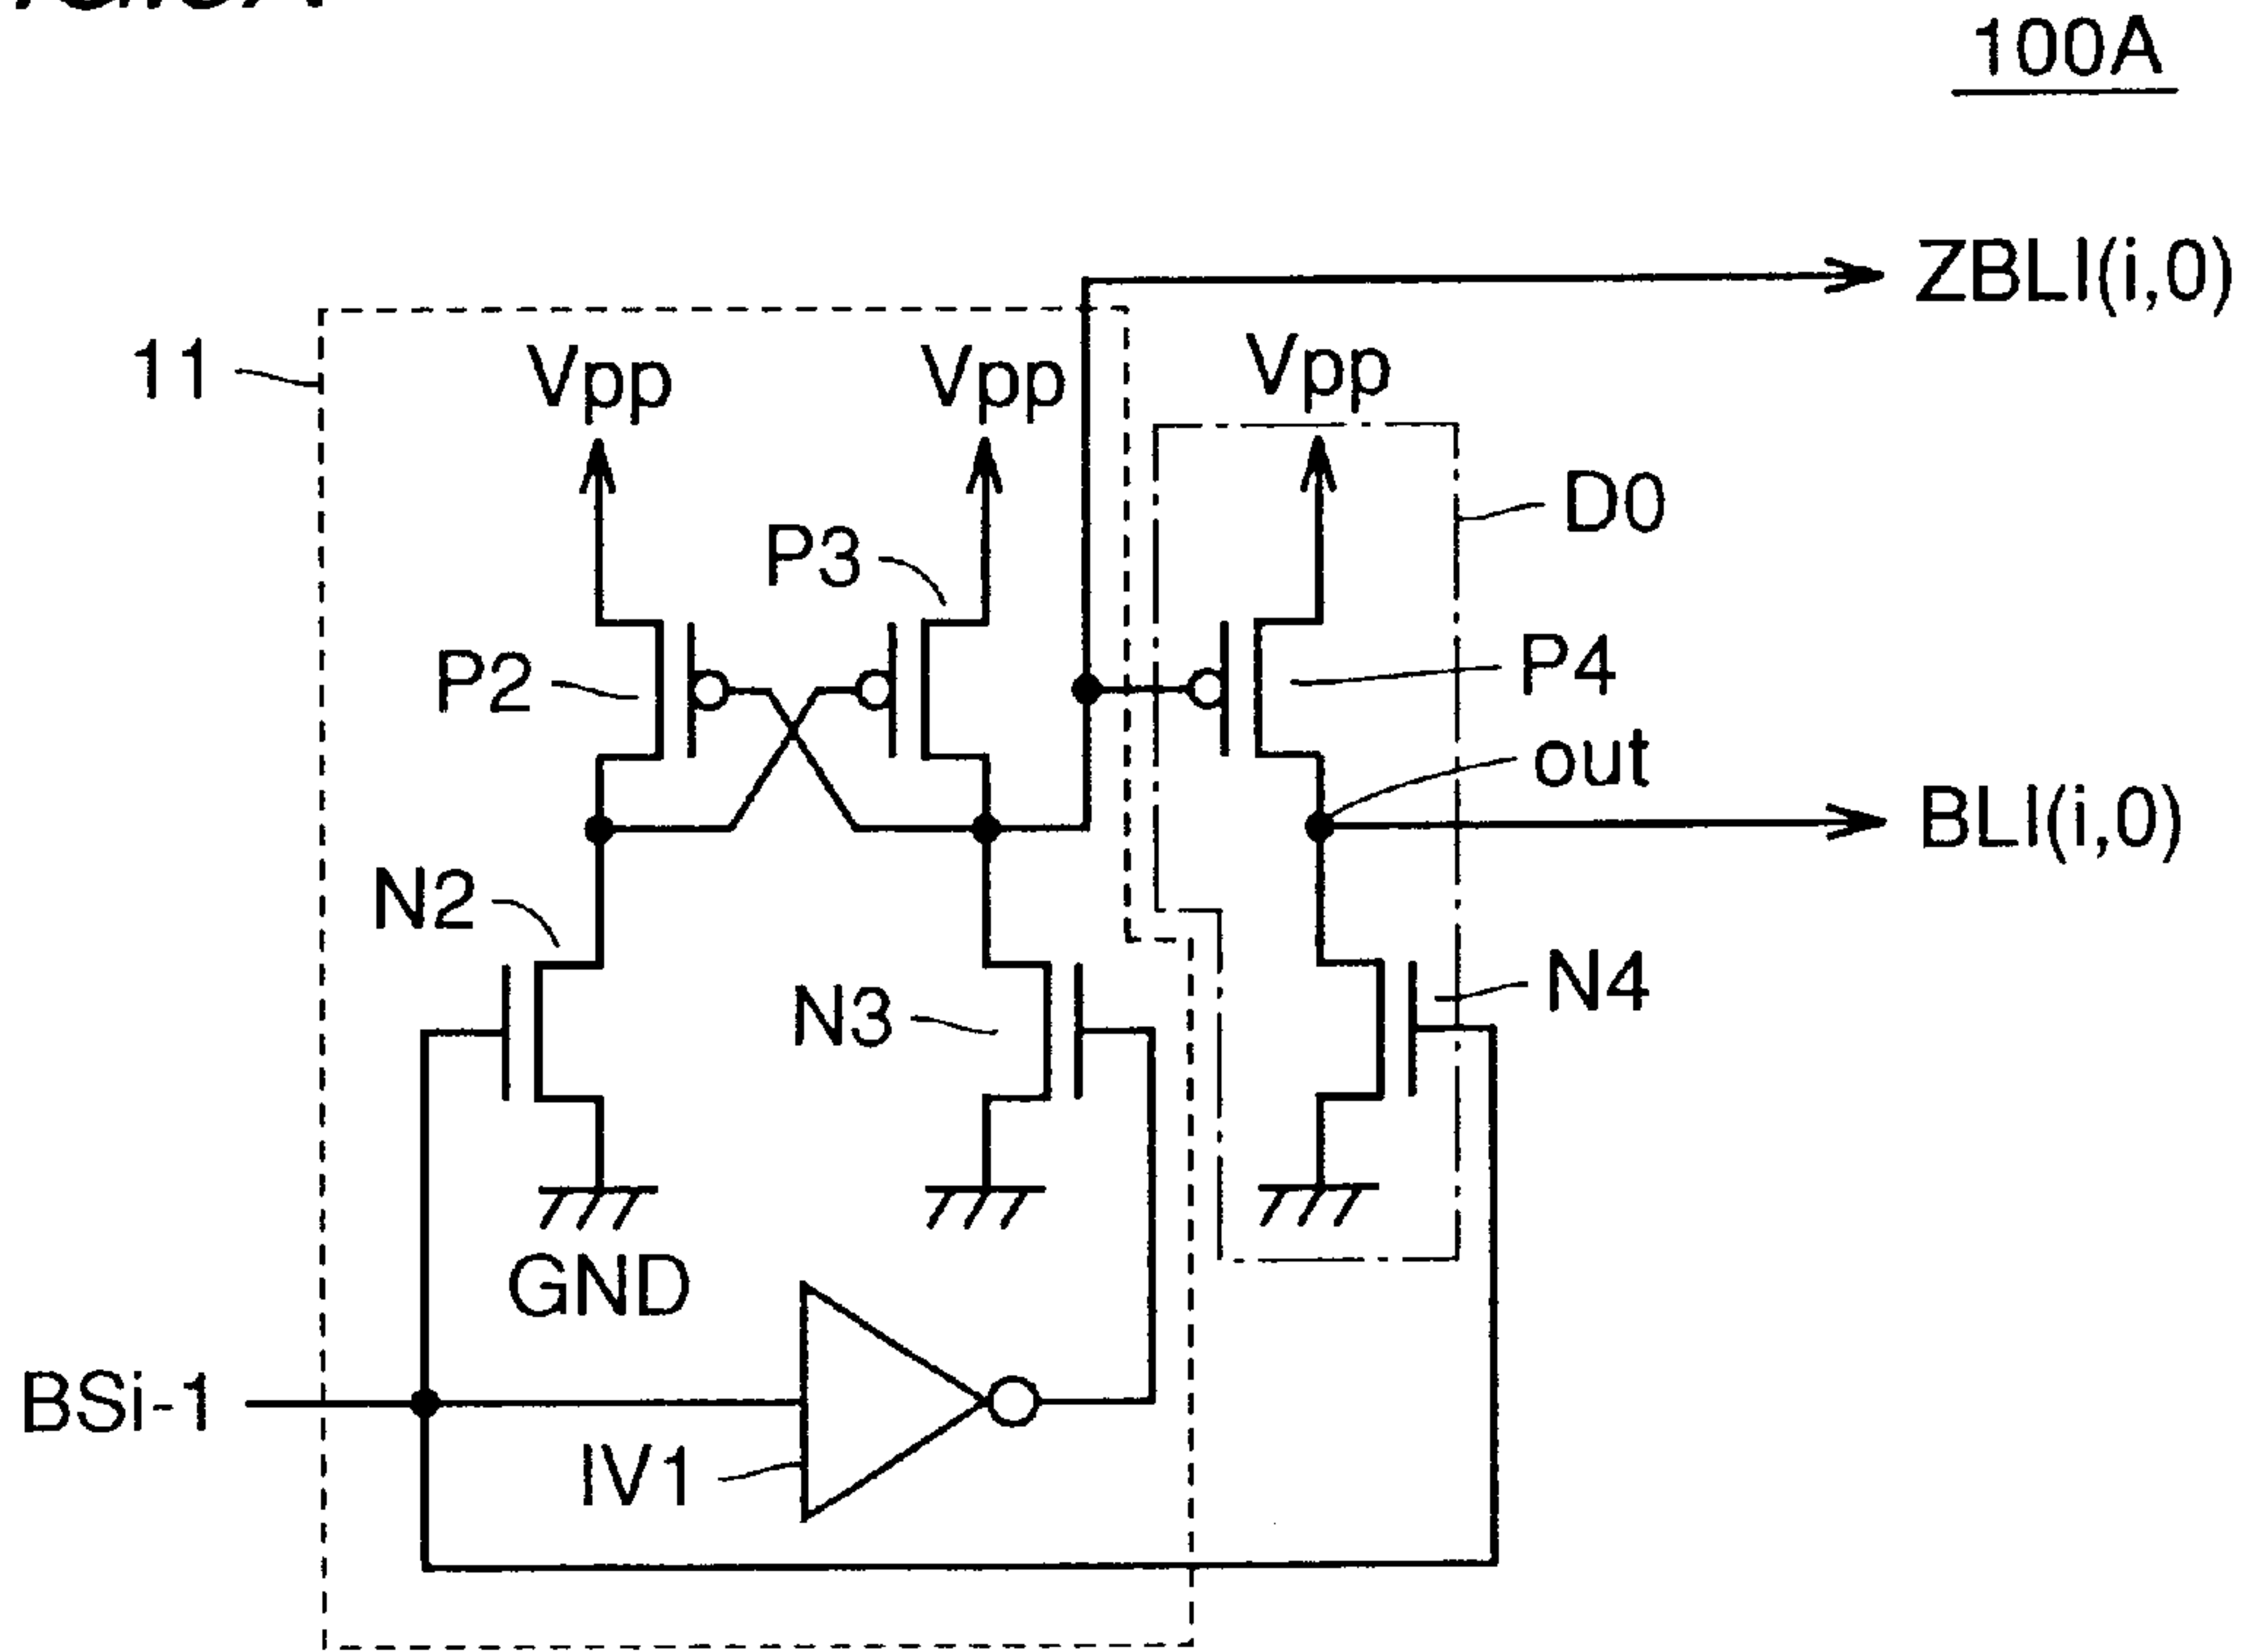 100A
ZBLI(i,0)
11
Vpp
Vpp
Vpp
D0
P3
P2
P4
out
BLI(i,0)
N2
N3
N4
GND
BSi-1
IV1